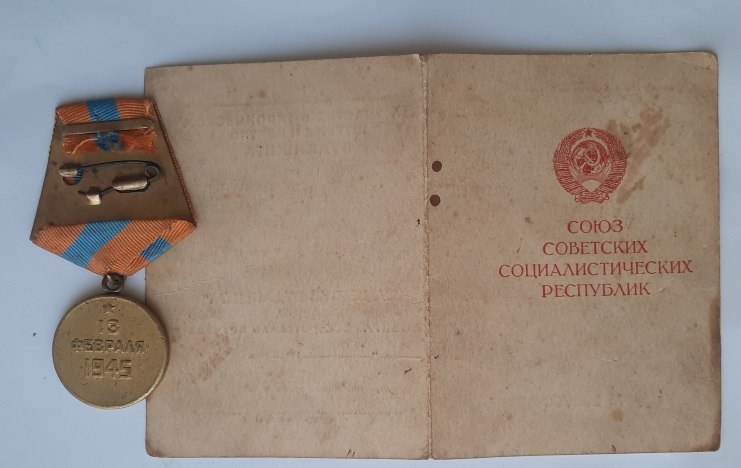 13
ФЕВРАЛЯ
1945
СОЮЗ
СОВЕТСКИХ
СОЦИАЛИСТИЧЕСКИХ
РЕСПУБЛИК